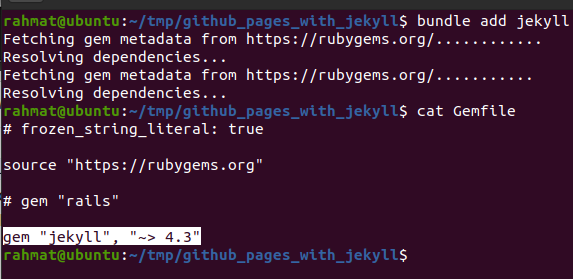 rahmat@ubuntu:~/tmp/github_pages_with_jekyll$ bundle add jekyll
Fetching gem metadata from https://rubygems.org/............
Resolving dependencies...
Fetching gem metadata from https://rubygems.org/...........
Resolving dependencies...
rahmat@ubuntu:~/tmp/github_pages_with_jekyll$ cat Gemfile
# frozen_string_literal: true
source "https://rubygems.org"
# gem "rails"
gem "jekyll", "~> 4.3"
rahmat@ubuntu:~/tmp/github_pages_with_jekyll$